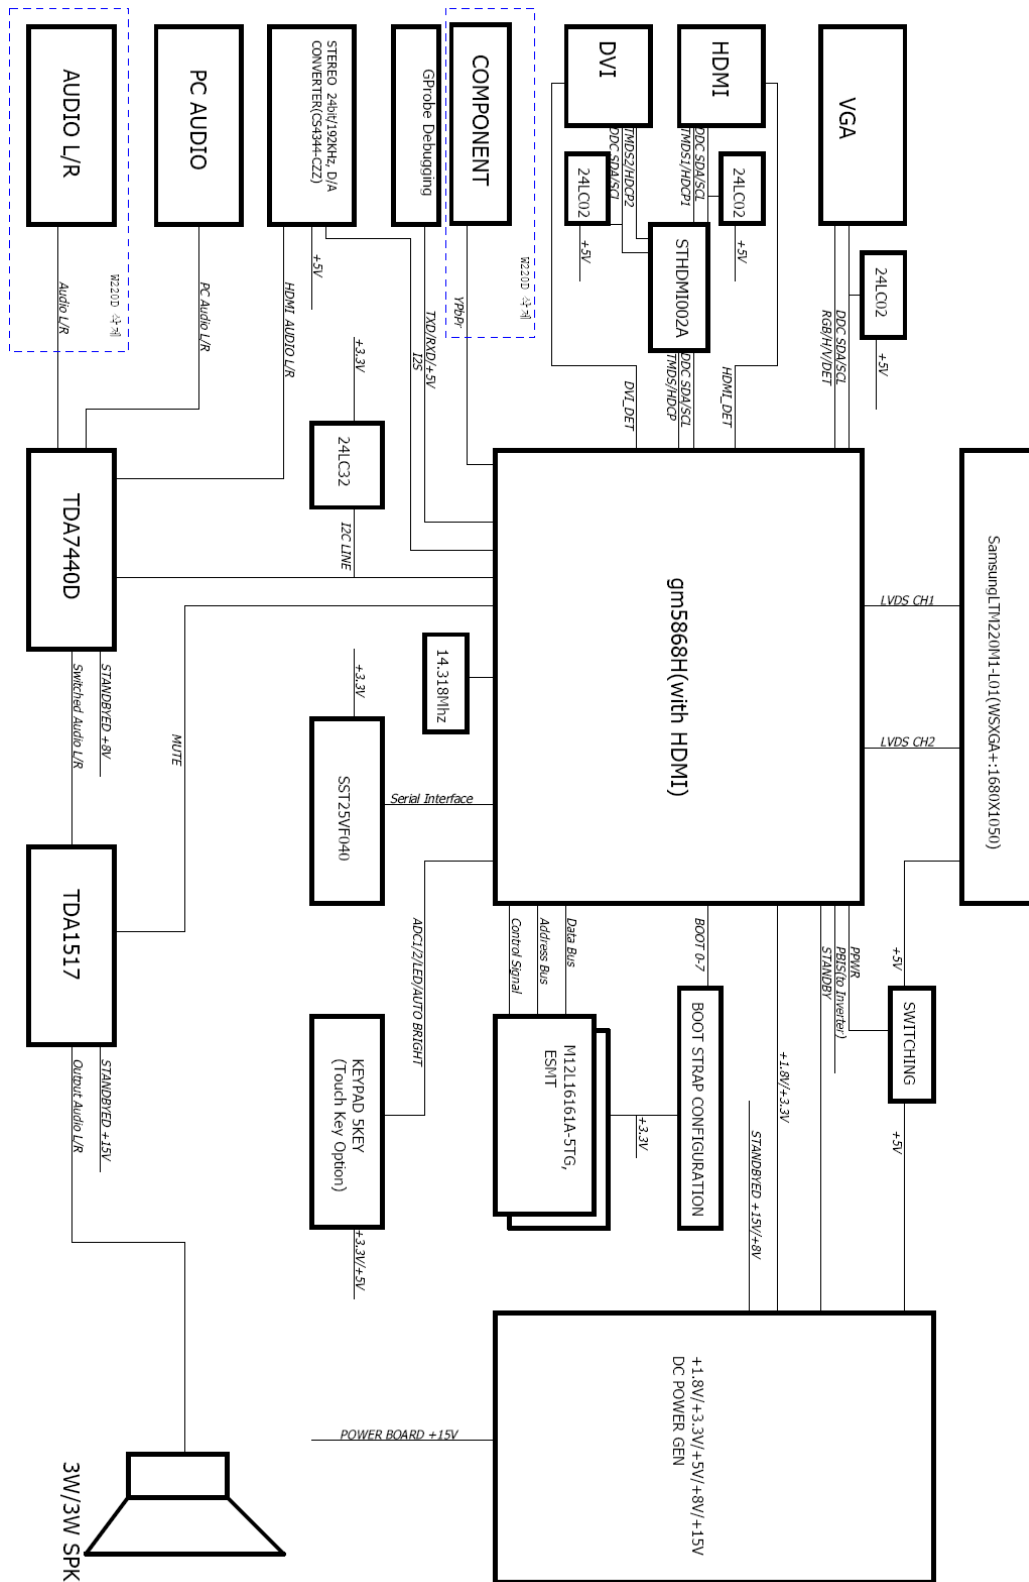 AUDIO L/R
W220D 삭제
Audio L/R
PC AUDIO
PC Audio L/R
STEREO 24bit/192KHz, D/A
CONVERTER(CS4344-CZZ)
+5V
HDMI AUDIO L/R
GProbe Debugging
TXD/RXD/+5V
I2S
COMPONENT
W220D 삭제
YPbPr
DVI
TMDS2/HDCP2
DDC SDA/SCL
24LC02
+5V
DVI_DET
HDMI
DDC SDA/SCL
TMDS1/HDCP1
24LC02
+5V
STHDMI002A
DDC SDA/SCL
TMDS/HDCP
HDMI_DET
VGA
24LC02
+5V
DDC SDA/SCL
RGB/H/V/DET
+3.3V
24LC32
I2C LINE
TDA7440D
STANDBYED +8V
Switched Audio L/R
MUTE
TDA1517
STANDBYED +15V
Output Audio L/R
3W/3W SPK
gm5868H(with HDMI)
14.318Mhz
+3.3V
SST25VF040
Serial Interface
ADC1/2/LED/AUTO BRIGHT
KEYPAD 5KEY
(Touch Key Option)
+3.3V/+5V
Data Bus
Address Bus
Control Signal
M12L16161A-5TG,
ESMT
BOOT 0-7
BOOT STRAP CONFIGURATION
+3.3V
SamsungLTM220M1-L01(WSXGA+:1680X1050)
LVDS CH1
LVDS CH2
+5V
SWITCHING
+5V
PPWR
PBIS(to Inverter)
STANDBY
+1.8V/+3.3V
STANDBYED +15V/+8V
+1.8V/+3.3V/+5V/+8V/+15V
DC POWER GEN
POWER BOARD +15V